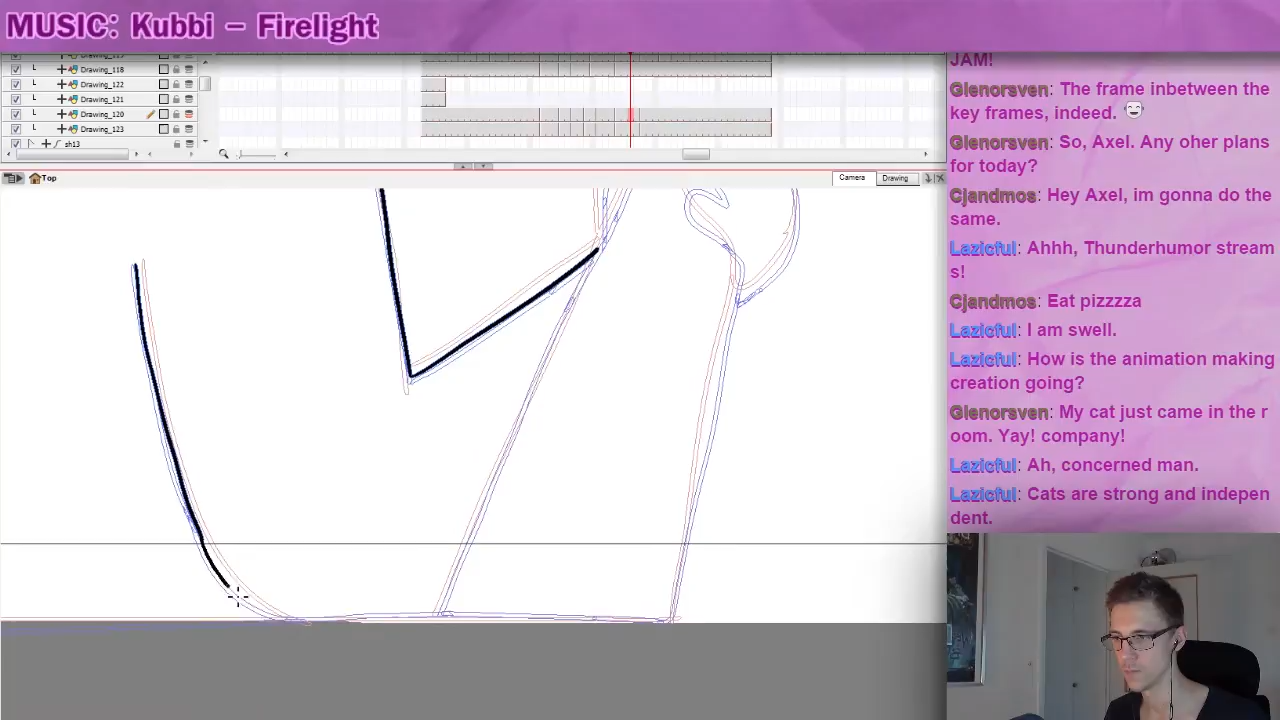 MUSIC: Kubbi – Firelight
Drawing_118
Drawing_122
Drawing_121
Drawing_120
Drawing_123
sh13
Top
Camera
Drawing
JAM!
Glenorsven: The frame inbetween the
key frames, indeed.
Glenorsven: So, Axel. Any oher plans
for today?
Cjandmos: Hey Axel, im gonna do the
same.
Lazicful: Ahhh, Thunderhumor stream
s!
Cjandmos: Eat pizzzza
Lazicful: I am swell.
Lazicful: How is the animation making
creation going?
Glenorsven: My cat just came in the r
oom. Yay! company!
Lazicful: Ah, concerned man.
Lazicful: Cats are strong and indepen
dent.